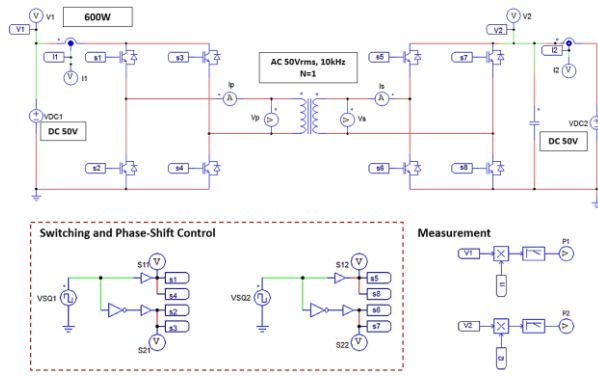 V1
V1
600W
I1
I1
s1
s3
VDC1
DC 50V
s2
s4
Ip
Vp
AC 50Vrms, 10kHz
N=1
Is
Vs
s5
s7
s6
s8
V2
V2
I2
I2
DC 50V
VDC2
Switching and Phase-Shift Control
VSQ1
S11
s1
s4
s2
s3
S21
VSQ2
S12
s5
s8
s6
s7
S22
Measurement
V1
P1
V2
P2